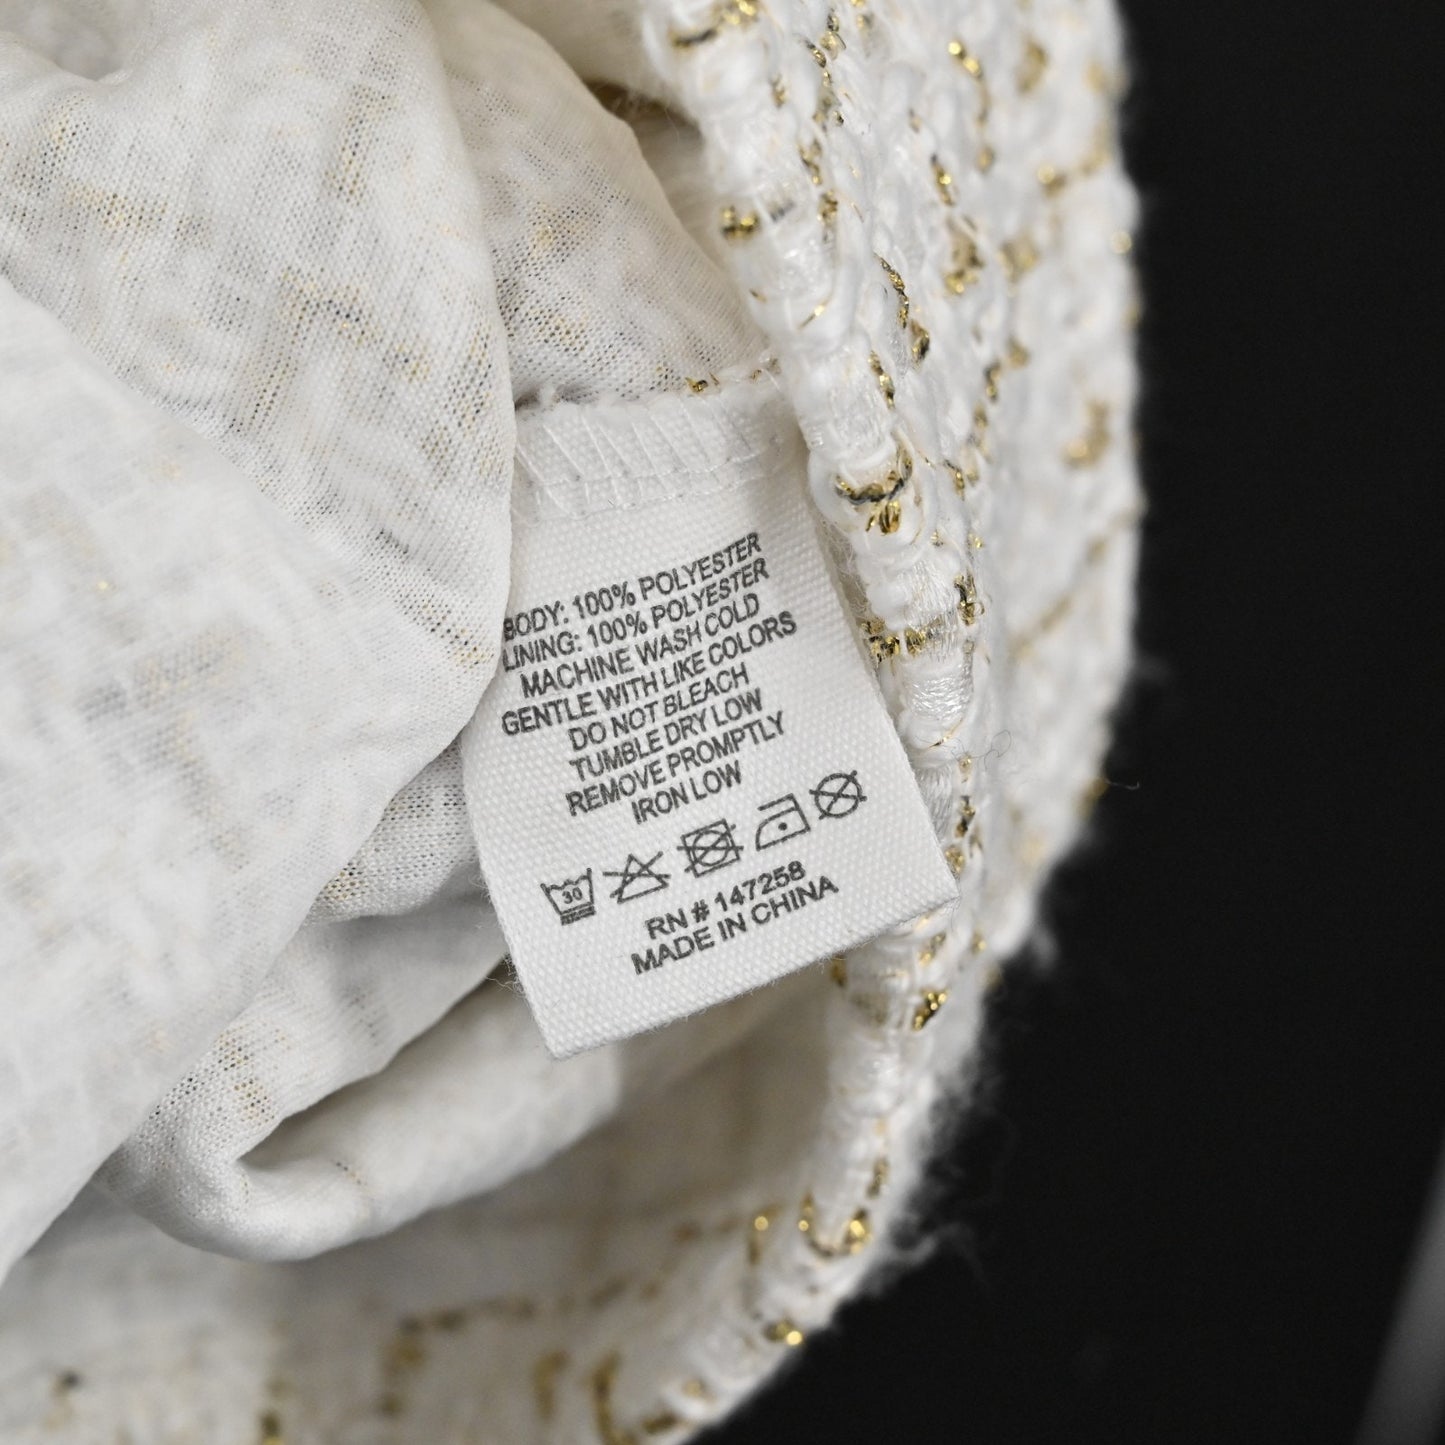 BODY: 100% POLYESTER
LINING: 100% POLYESTER
MACHINE WASH COLD
GENTLE WITH LIKE COLORS
DO NOT BLEACH
TUMBLE DRY LOW
REMOVE PROMPTLY
IRON LOW
30
RN # 147258
MADE IN CHINA